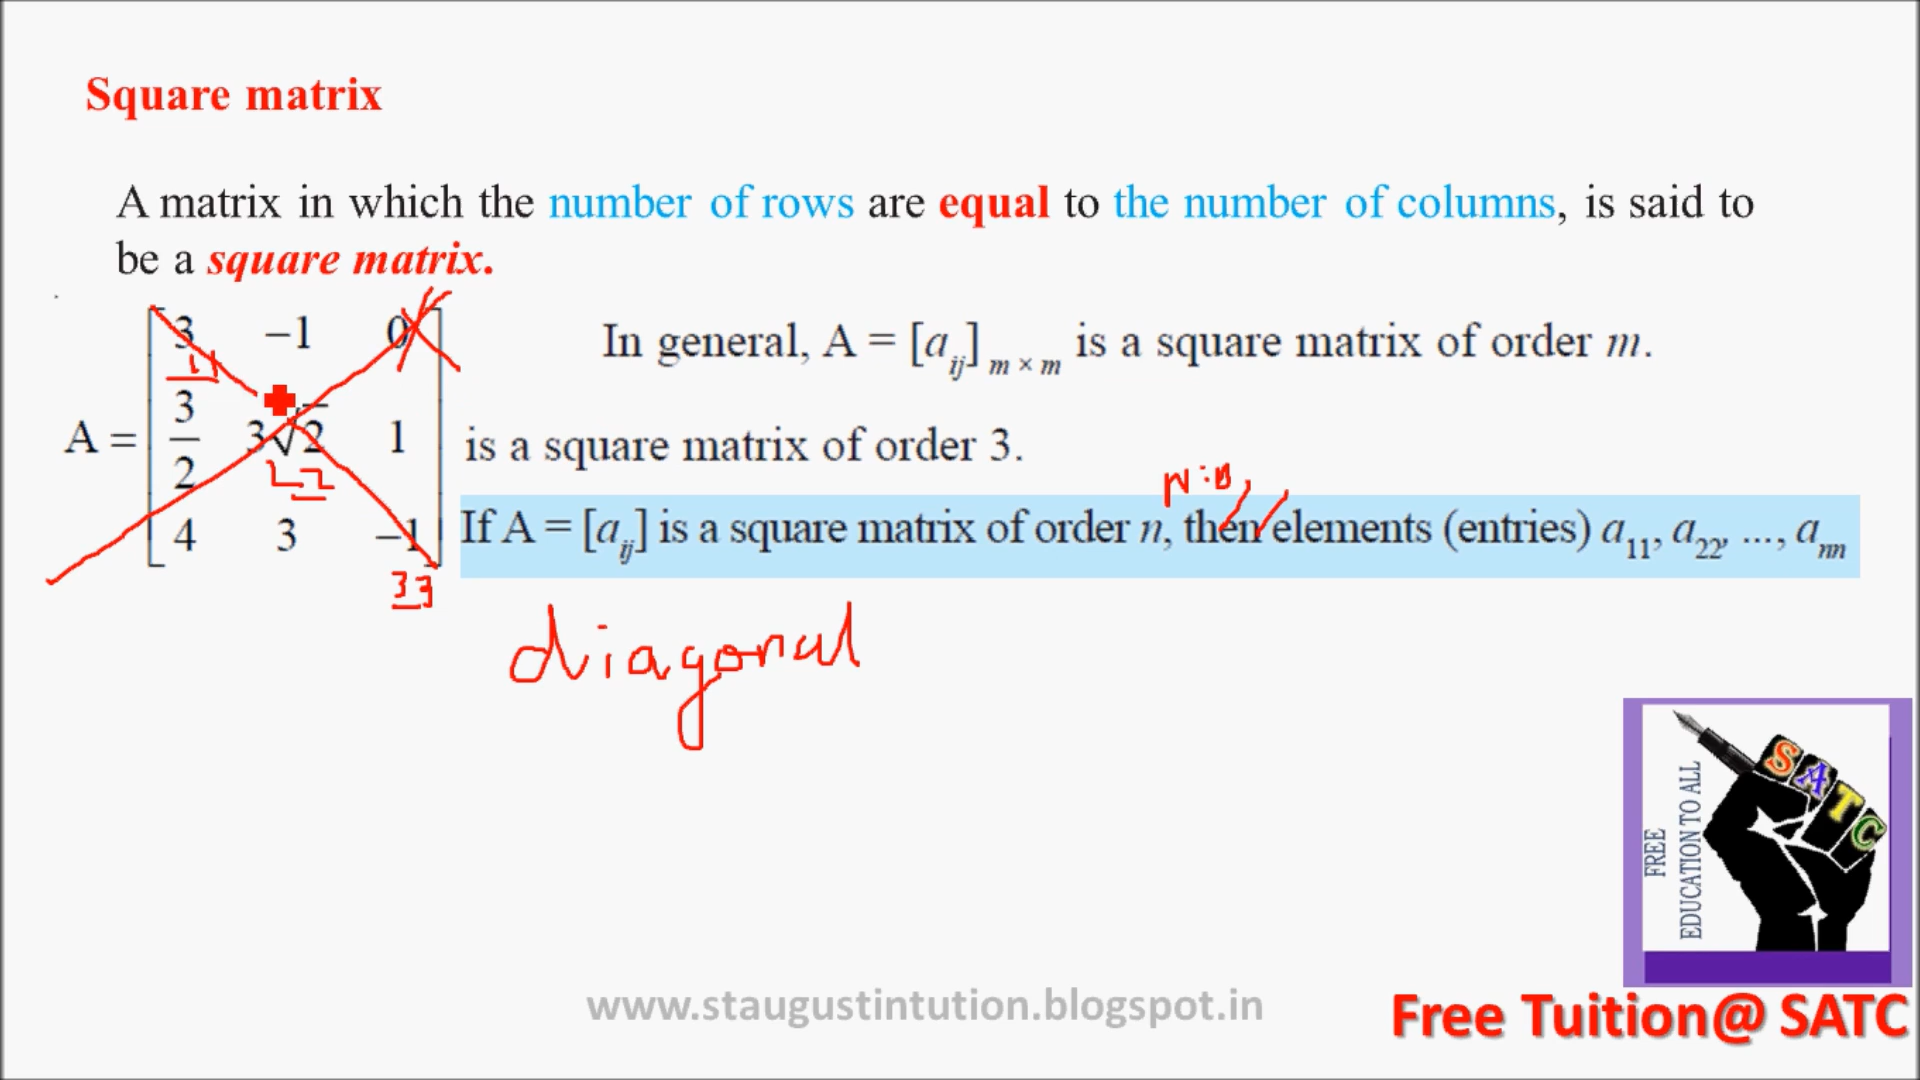 Square matrix
A matrix in which the number of rows are equal to the number of columns, is said to
be a square matrix.
3 −1 0
11
In general, A = [aij] m × m is a square matrix of order m.
A = 3/2 3√2 1 is a square matrix of order 3.
22
4 3 −1
33
If A = [aij] is a square matrix of order n, then elements (entries) a11, a22, ..., ann
diagonal
FREE
EDUCATION TO ALL
SATC
www.staugustintution.blogspot.in
Free Tuition@ SATC